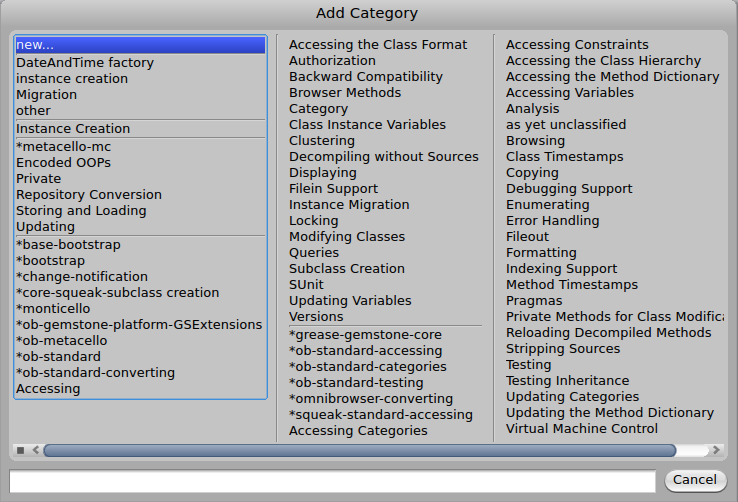 Add Category
new...
DateAndTime factory
instance creation
Migration
other
Instance Creation
*metacello-mc
Encoded OOPs
Private
Repository Conversion
Storing and Loading
Updating
*base-bootstrap
*bootstrap
*change-notification
*core-squeak-subclass creation
*monticello
*ob-gemstone-platform-GSExtensions
*ob-metacello
*ob-standard
*ob-standard-converting
Accessing
Accessing the Class Format
Authorization
Backward Compatibility
Browser Methods
Category
Class Instance Variables
Clustering
Decompiling without Sources
Displaying
Filein Support
Instance Migration
Locking
Modifying Classes
Queries
Subclass Creation
SUnit
Updating Variables
Versions
*grease-gemstone-core
*ob-standard-accessing
*ob-standard-categories
*ob-standard-testing
*omnibrowser-converting
*squeak-standard-accessing
Accessing Categories
Accessing Constraints
Accessing the Class Hierarchy
Accessing the Method Dictionary
Accessing Variables
Analysis
as yet unclassified
Browsing
Class Timestamps
Copying
Debugging Support
Enumerating
Error Handling
Fileout
Formatting
Indexing Support
Method Timestamps
Pragmas
Private Methods for Class Modifica
Reloading Decompiled Methods
Stripping Sources
Testing
Testing Inheritance
Updating Categories
Updating the Method Dictionary
Virtual Machine Control
Cancel